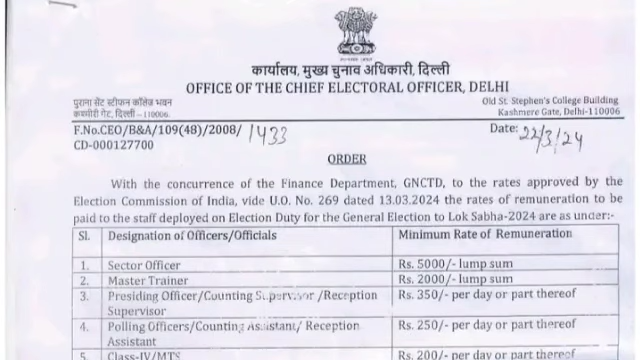 कार्यालय, मुख्य चुनाव अधिकारी, दिल्ली
OFFICE OF THE CHIEF ELECTORAL OFFICER, DELHI
पुराना सेंट स्टीफन कॉलेज भवन
कश्मीरी गेट, दिल्ली –110006.
Old St. Stephen's College Building
Kashmere Gate, Delhi-110006
F.No.CEO/B&A/109(48)/2008/1433
Date: 22/3/24
CD-000127700
ORDER
With the concurrence of the Finance Department, GNCTD, to the rates approved by the
Election Commission of India, vide U.O. No. 269 dated 13.03.2024 the rates of remuneration to be
paid to the staff deployed on Election Duty for the General Election to Lok Sabha-2024 are as under:-
Sl. Designation of Officers/Officials Minimum Rate of Remuneration
1. Sector Officer Rs. 5000/- lump sum
2. Master Trainer Rs. 2000/- lump sum
3. Presiding Officer/Counting Supervisor /Reception Rs. 350/- per day or part thereof
Supervisor
4. Polling Officers/Counting Assistant/ Reception Rs. 250/- per day or part thereof
Assistant
5. Class-IV/MTS Rs. 200/- per day or part thereof